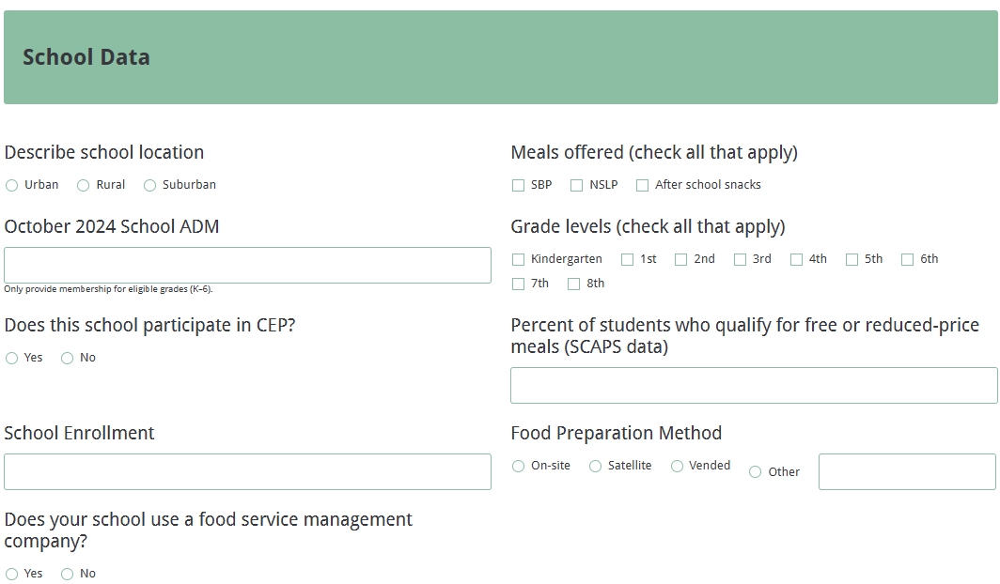 School Data
Describe school location
Urban Rural Suburban
Meals offered (check all that apply)
SBP NSLP After school snacks
October 2024 School ADM
Only provide membership for eligible grades (K–6).
Grade levels (check all that apply)
Kindergarten 1st 2nd 3rd 4th 5th 6th
7th 8th
Does this school participate in CEP?
Yes No
Percent of students who qualify for free or reduced-price
meals (SCAPS data)
School Enrollment
Food Preparation Method
On-site Satellite Vended Other
Does your school use a food service management
company?
Yes No